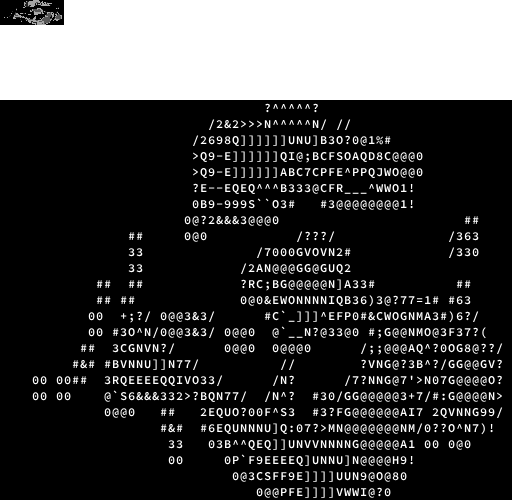 ?^^^^^?
/2&2>>>N^^^^^N/ //
/2698Q]]]]]]UNU]B3O?0@1%#
>Q9-E]]]]]]QI@;BCFSOAQD8C@@@0
>Q9-E]]]]]]ABC7CPFE^PPQJWO@@0
?E--EQEQ^^^B333@CFR___^WWO1!
0B9-999S``O3#   #3@@@@@@@@1!
0@?2&&&3@@@0                       ##
##     0@0           /???/              /363
33              /7000GVOVN2#            /330
33            /2AN@@@GG@GUQ2
##  ##            ?RC;BG@@@@@N]A33#          ##
## ##             0@0&EWONNNNIQB36)3@?77=1# #63
00  +;?/ 0@@3&3/      #C`_]]]^EFP0#&CWOGNMA3#)6?/
00 #3O^N/0@@3&3/ 0@@0  @`__N?@33@0 #;G@@NMO@3F37?(
##  3CGNVN?/      0@@0  0@@@0      /;;@@@AQ^?0OG8@??/
#&# #BVNNU]]N77/          //        ?VNG@?3B^?/GG@@GV?
00 00##  3RQEEEEQQIVO33/      /N?      /7?NNG@7'>N07G@@@@O?
00 00    @`S6&&&332>?BQN77/  /N^?  #30/GG@@@@@3+7/#:G@@@@N>
0@@0   ##   2EQUO?00F^S3  #3?FG@@@@@@AI7 2QVNNG99/
#&#  #6EQUNNNU]Q:07?>MN@@@@@@@NM/0??O^N7)!
33   03B^^QEQ]]UNVVNNNNG@@@@@A1 00 0@0
00     0P`F9EEEEQ]UNNU]N@@@@H9!
0@3CSFF9E]]]]UUN9@O@80
0@@PFE]]]]VWWI@?0